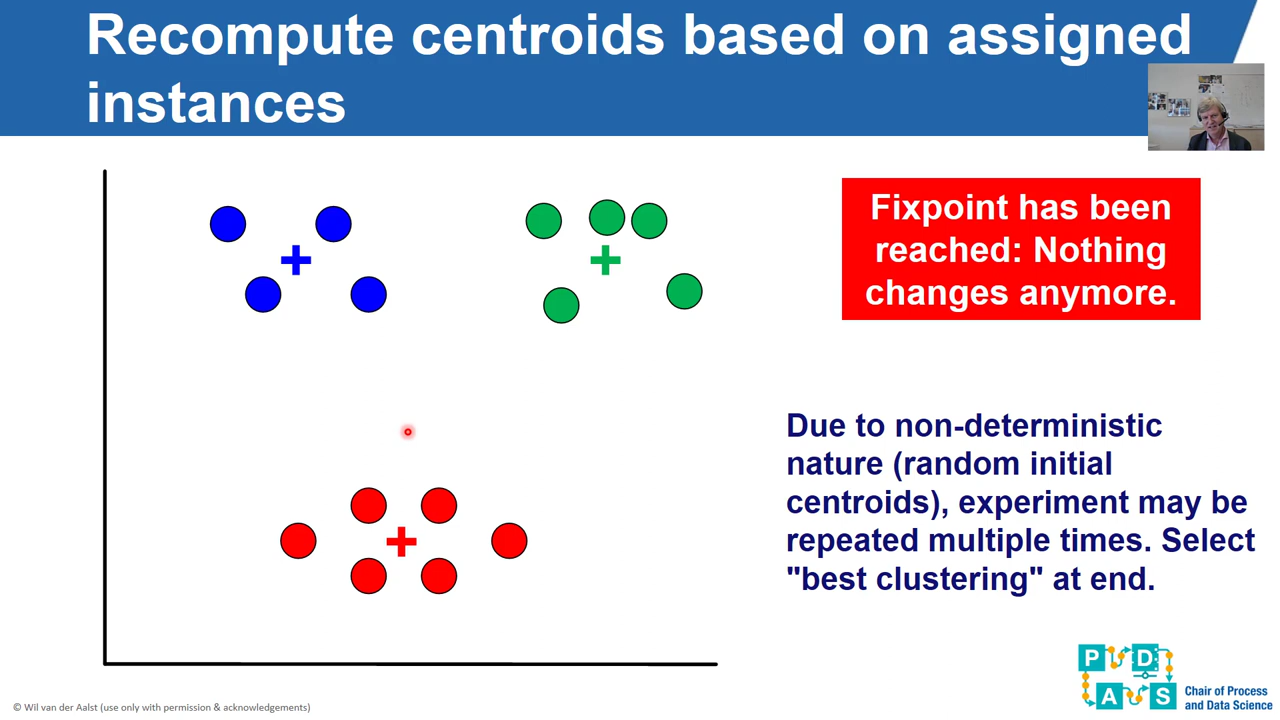 Recompute centroids based on assigned
instances
Fixpoint has been
reached: Nothing
changes anymore.
Due to non-deterministic
nature (random initial
centroids), experiment may be
repeated multiple times. Select
"best clustering" at end.
P D
A S
Chair of Process
and Data Science
© Wil van der Aalst (use only with permission & acknowledgements)